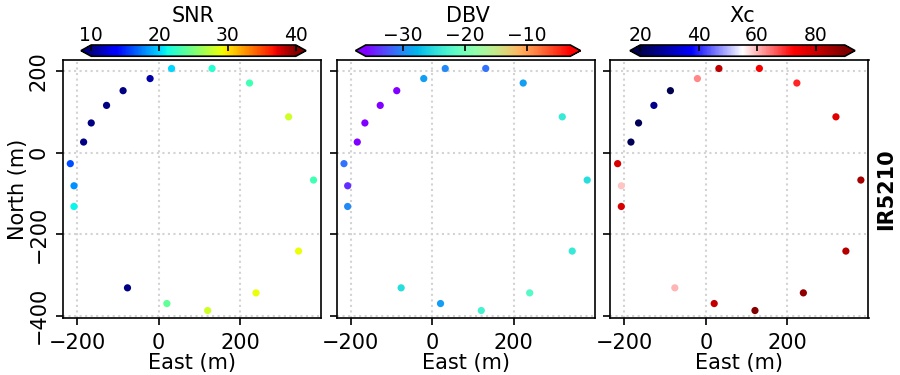 SNR DBV Xc
10 20 30 40 −30 −20 −10 20 40 60 80
200
0
−200
−400
North (m)
IR5210
−200 0 200 −200 0 200 −200 0 200
East (m) East (m) East (m)